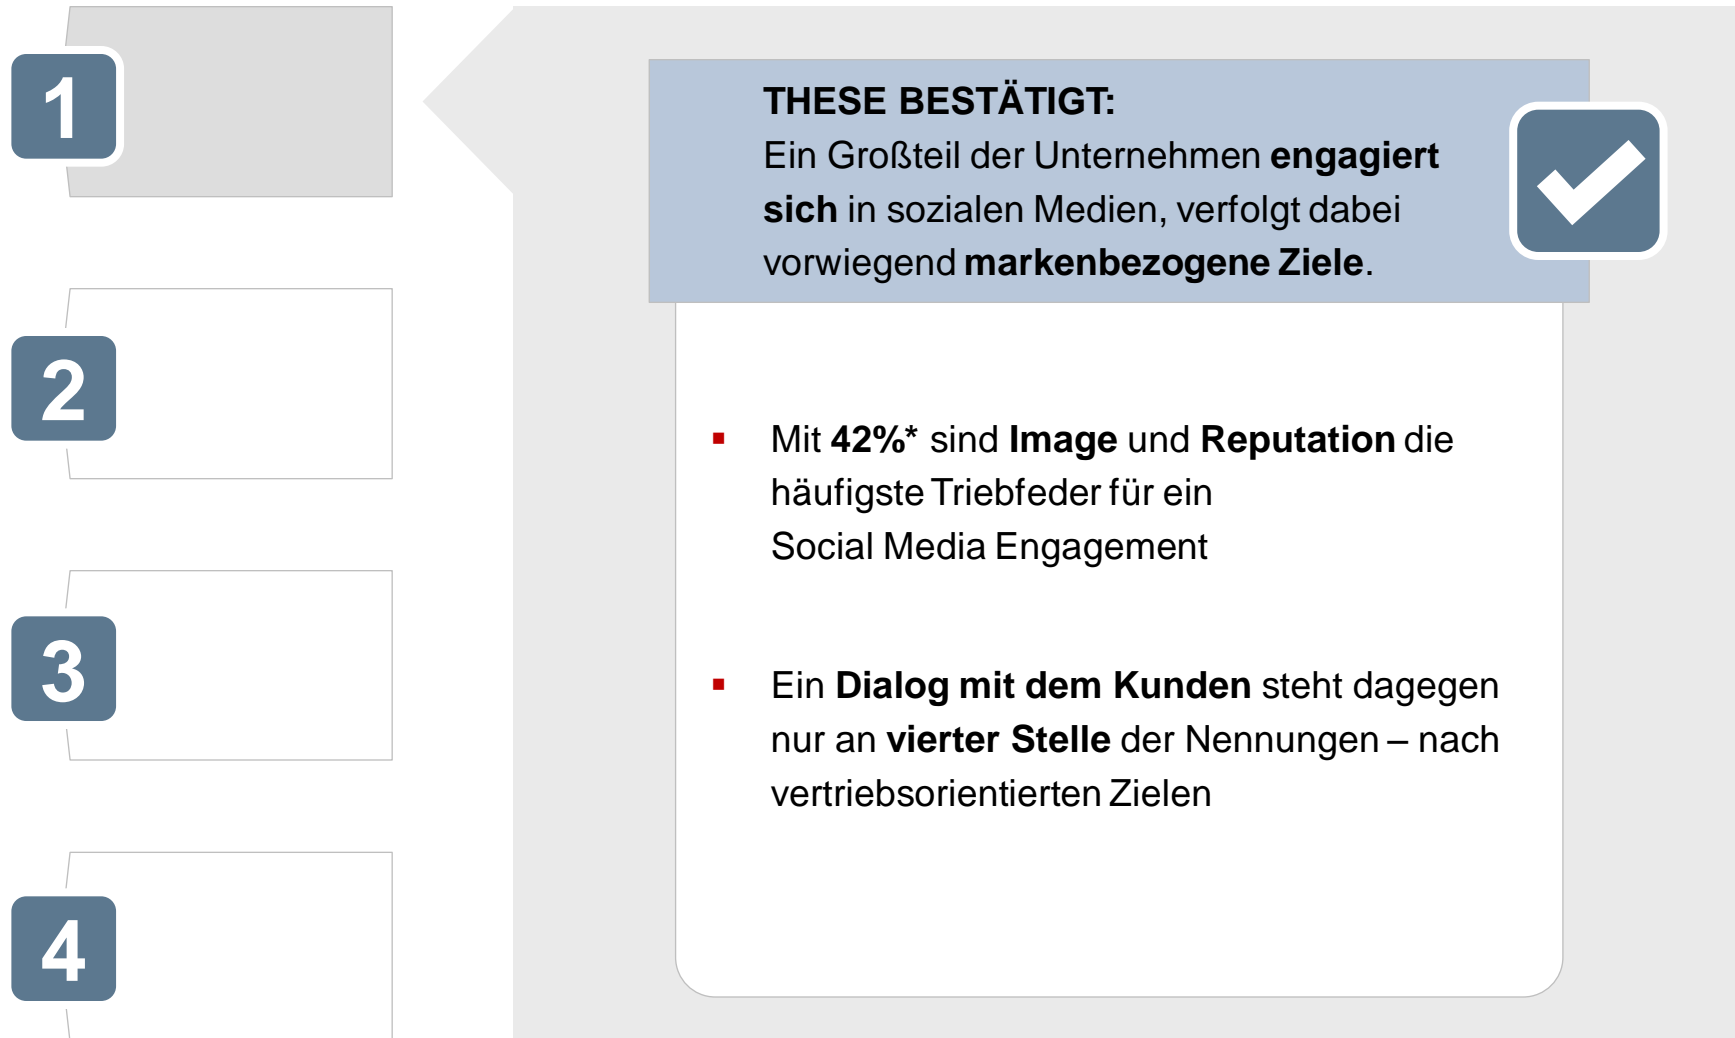 1
2
3
4
THESE BESTÄTIGT:
Ein Großteil der Unternehmen engagiert
sich in sozialen Medien, verfolgt dabei
vorwiegend markenbezogene Ziele.
Mit 42%* sind Image und Reputation die
häufigste Triebfeder für ein
Social Media Engagement
Ein Dialog mit dem Kunden steht dagegen
nur an vierter Stelle der Nennungen – nach
vertriebsorientierten Zielen